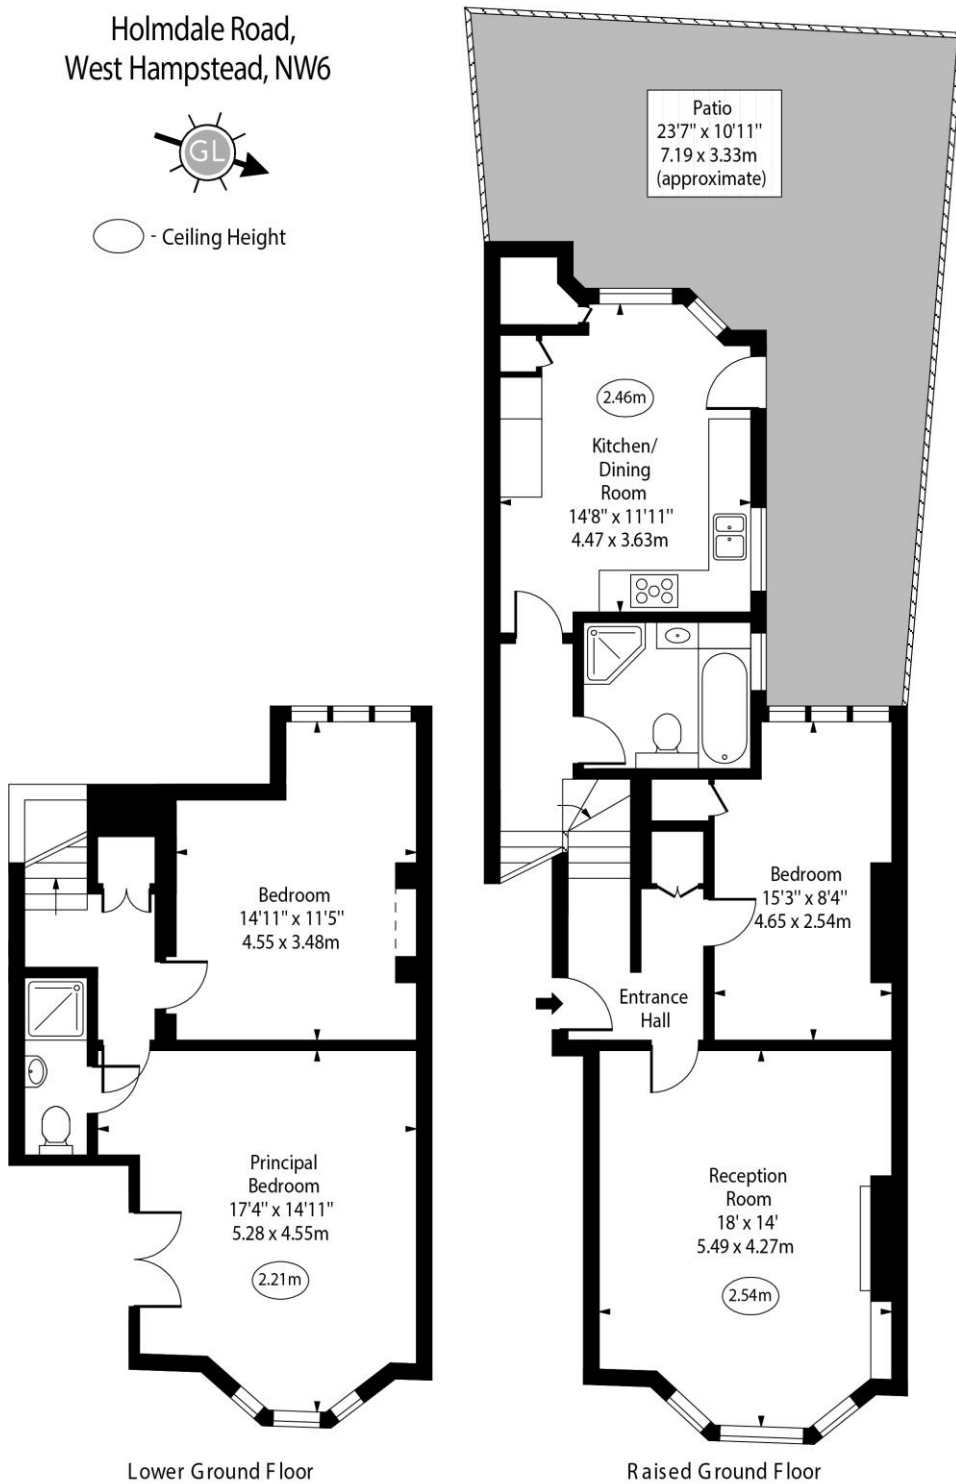 Holmdale Road,
West Hampstead, NW6
GL
- Ceiling Height
Patio
23'7" x 10'11"
7.19 x 3.33m
(approximate)
2.46m
Kitchen/
Dining
Room
14'8" x 11'11"
4.47 x 3.63m
Bedroom
14'11" x 11'5"
4.55 x 3.48m
Bedroom
15'3" x 8'4"
4.65 x 2.54m
Entrance
Hall
Principal
Bedroom
17'4" x 14'11"
5.28 x 4.55m
2.21m
Reception
Room
18' x 14'
5.49 x 4.27m
2.54m
Lower Ground Floor
Raised Ground Floor